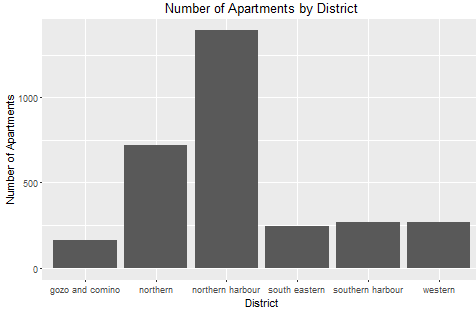 Number of Apartments by District
Number of Apartments
1000
500
0
gozo and comino northern northern harbour south eastern southern harbour western
District